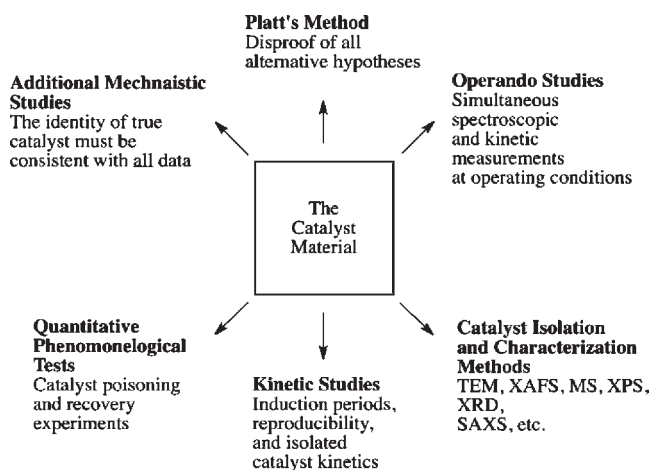 Platt's Method
Disproof of all
alternative hypotheses
Additional Mechnaistic
Studies
The identity of true
catalyst must be
consistent with all data
Operando Studies
Simultaneous
spectroscopic
and kinetic
measurements
at operating conditions
The
Catalyst
Material
Quantitative
Phenomonelogical
Tests
Catalyst poisoning
and recovery
experiments
Kinetic Studies
Induction periods,
reproducibility,
and isolated
catalyst kinetics
Catalyst Isolation
and Characterization
Methods
TEM, XAFS, MS, XPS,
XRD,
SAXS, etc.